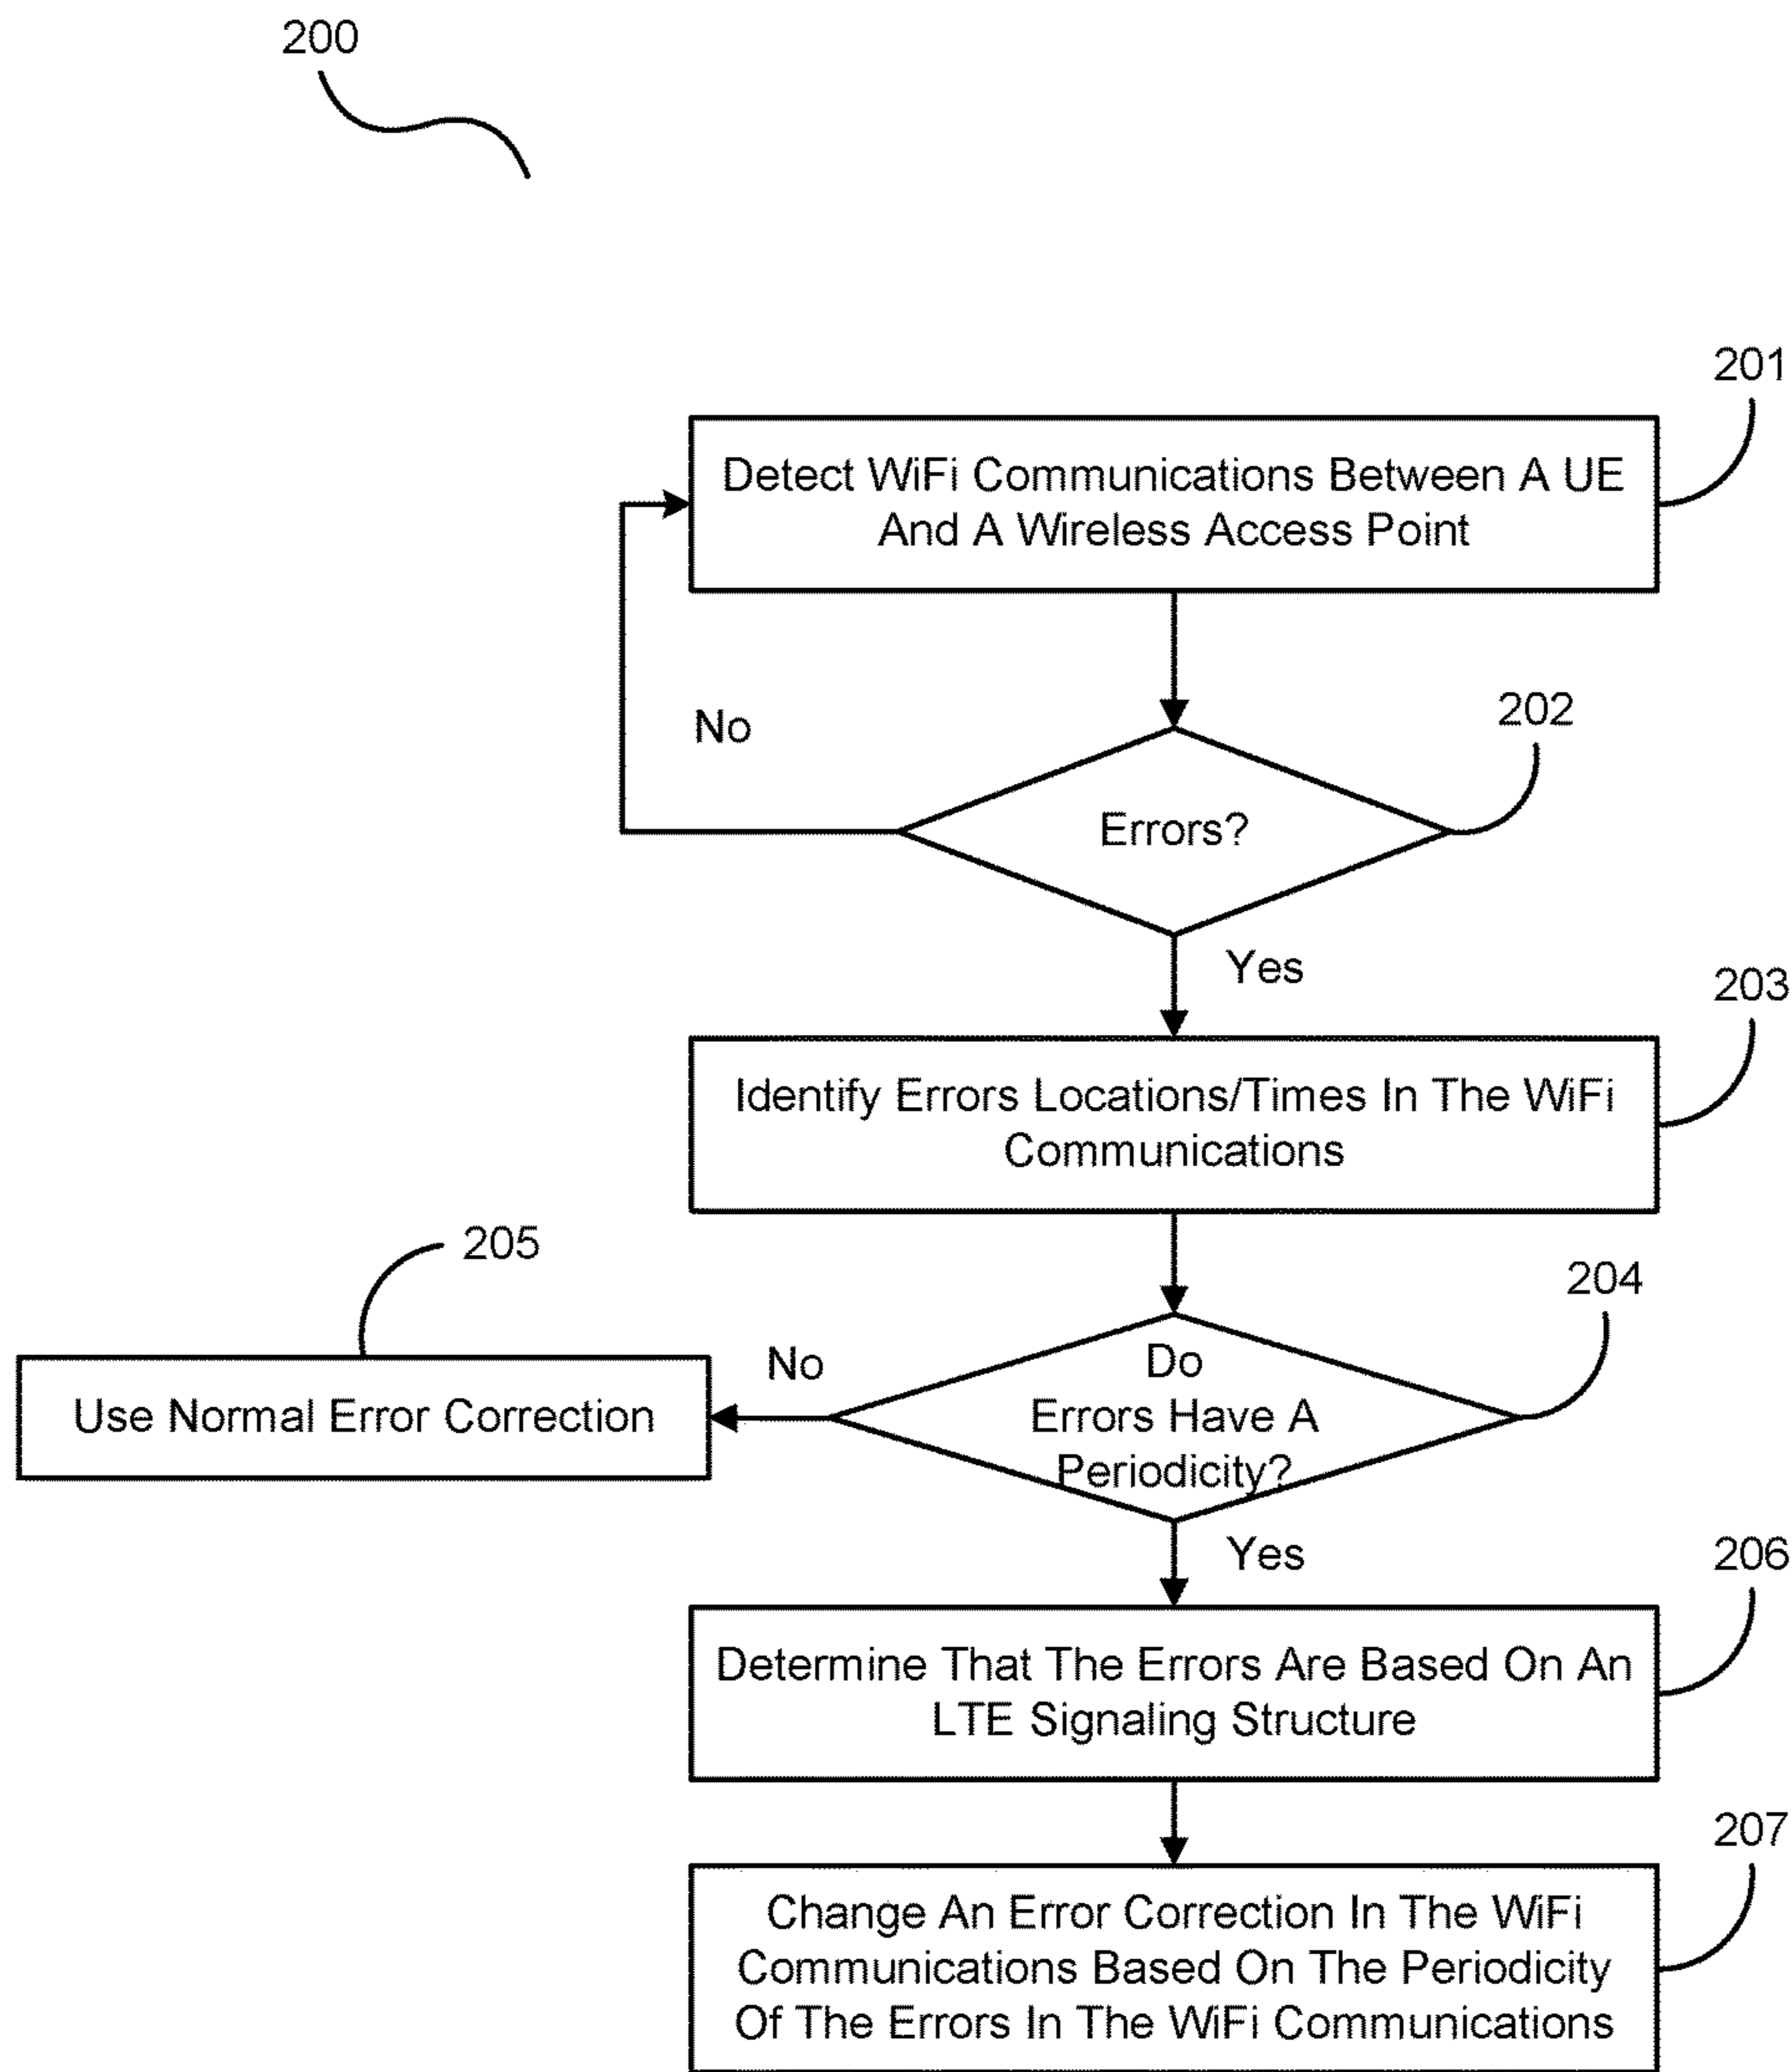 200
201
Detect WiFi Communications Between A UE
And A Wireless Access Point
No
202
Errors?
Yes
203
Identify Errors Locations/Times In The WiFi
Communications
205
204
Use Normal Error Correction
No
Do
Errors Have A
Periodicity?
Yes
206
Determine That The Errors Are Based On An
LTE Signaling Structure
207
Change An Error Correction In The WiFi
Communications Based On The Periodicity
Of The Errors In The WiFi Communications